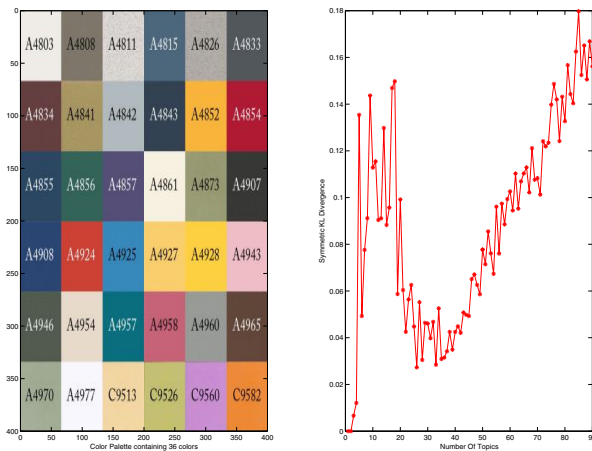 0
A4803 A4808 A4811 A4815 A4826 A4833
50
A4834 A4841 A4842 A4843 A4852 A4854
100
150
A4855 A4856 A4857 A4861 A4873 A4907
200
A4908 A4924 A4925 A4927 A4928 A4943
250
300
A4946 A4954 A4957 A4958 A4960 A4965
350
A4970 A4977 C9513 C9526 C9560 C9582
400
0 50 100 150 200 250 300 350 400
Color Palette containing 36 colors
0.18
0.16
0.14
0.12
0.1
0.08
0.06
0.04
0.02
0
Symmetric KL Divergence
0 10 20 30 40 50 60 70 80 90
Number Of Topics